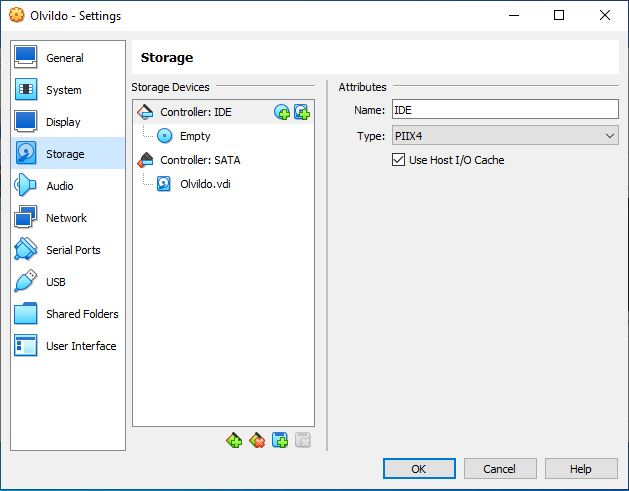 Olvildo - Settings
General
System
Display
Storage
Audio
Network
Serial Ports
USB
Shared Folders
User Interface
Storage
Storage Devices
Controller: IDE
Empty
Controller: SATA
Olvildo.vdi
Attributes
Name: IDE
Type: PIIX4
Use Host I/O Cache
OK Cancel Help